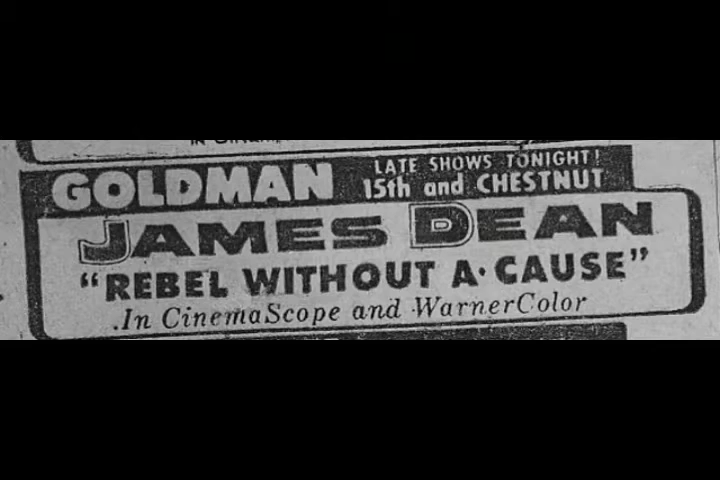 LATE SHOWS TONIGHT!
GOLDMAN 15th and CHESTNUT
JAMES DEAN
"REBEL WITHOUT A CAUSE"
In CinemaScope and WarnerColor